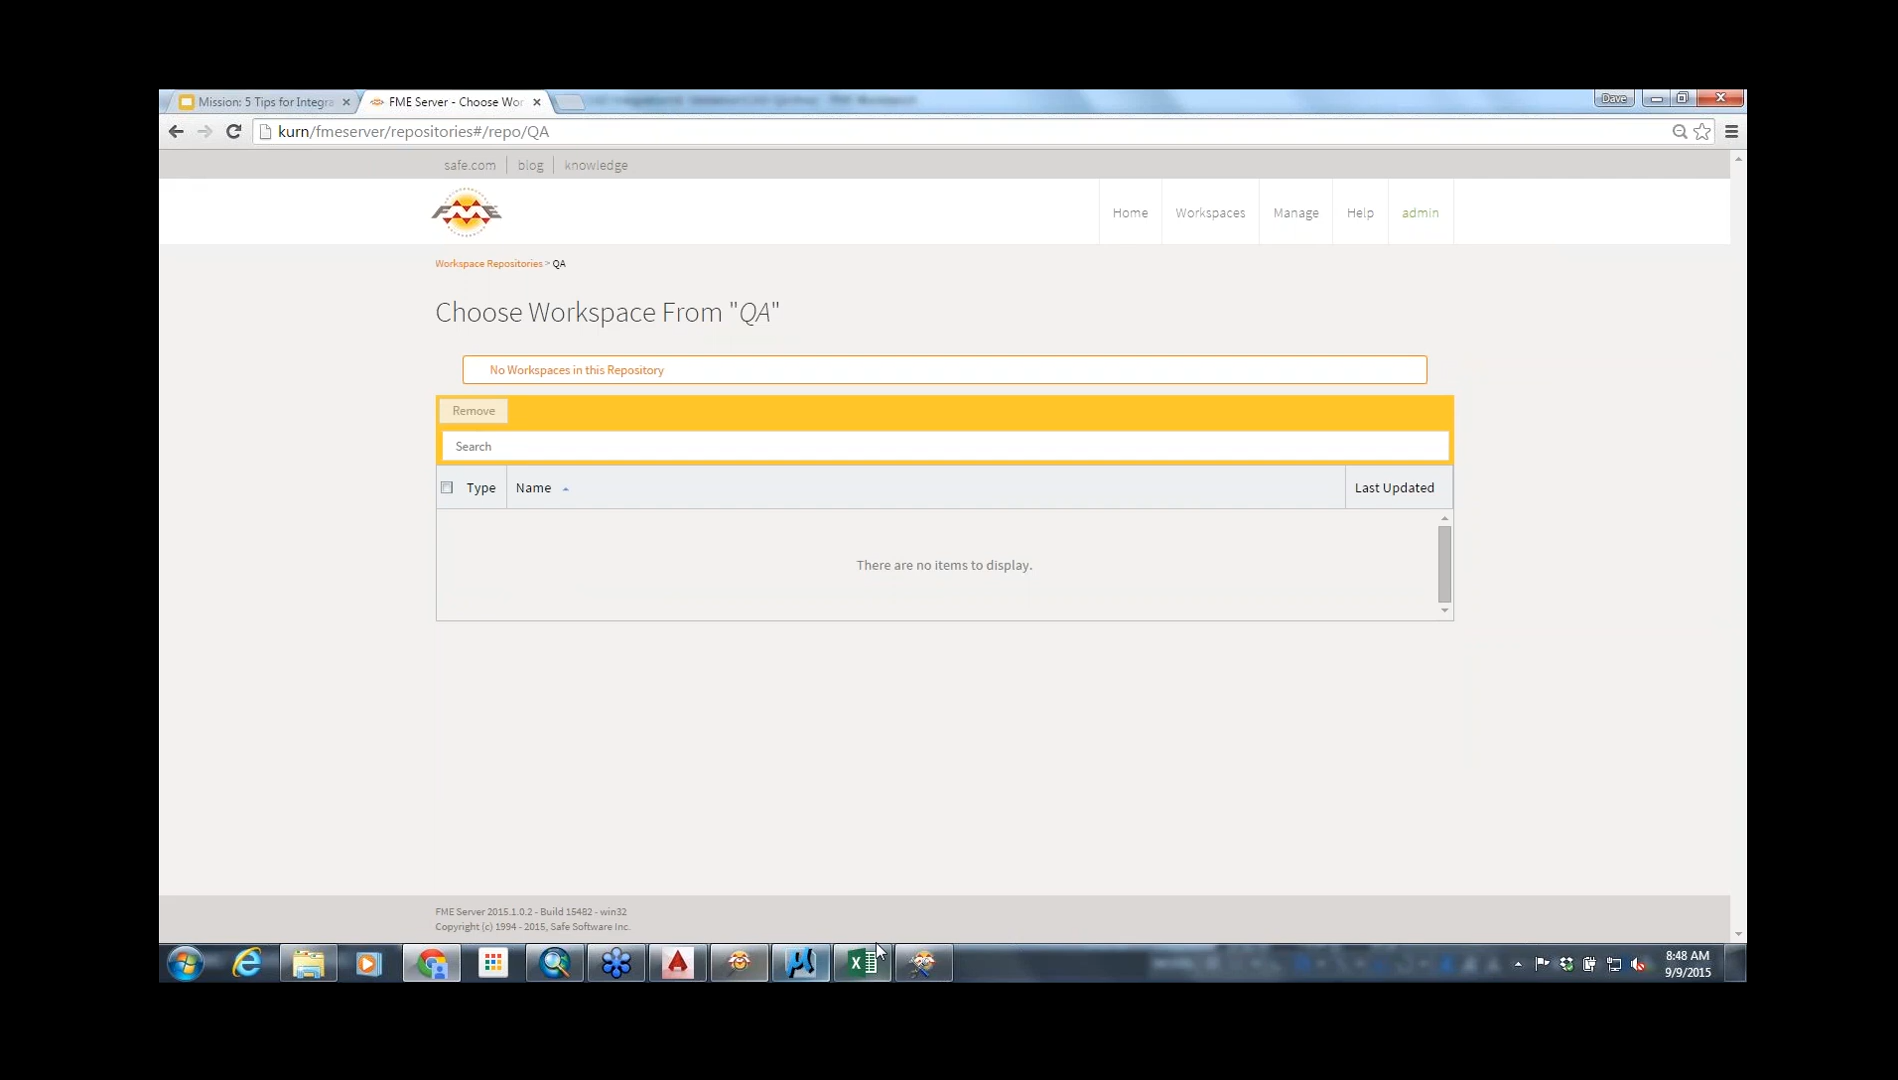 Mission: 5 Tips for Integra
FME Server - Choose Wor
Dave
kurn/fmeserver/repositories#/repo/QA
safe.com
blog
knowledge
FME
Home
Workspaces
Manage
Help
admin
Workspace Repositories > QA
Choose Workspace From "QA"
No Workspaces in this Repository
Remove
Search
Type
Name
Last Updated
There are no items to display.
FME Server 2015.1.0.2 - Build 15482 - win32
Copyright (c) 1994 - 2015, Safe Software Inc.
8:48 AM
9/9/2015